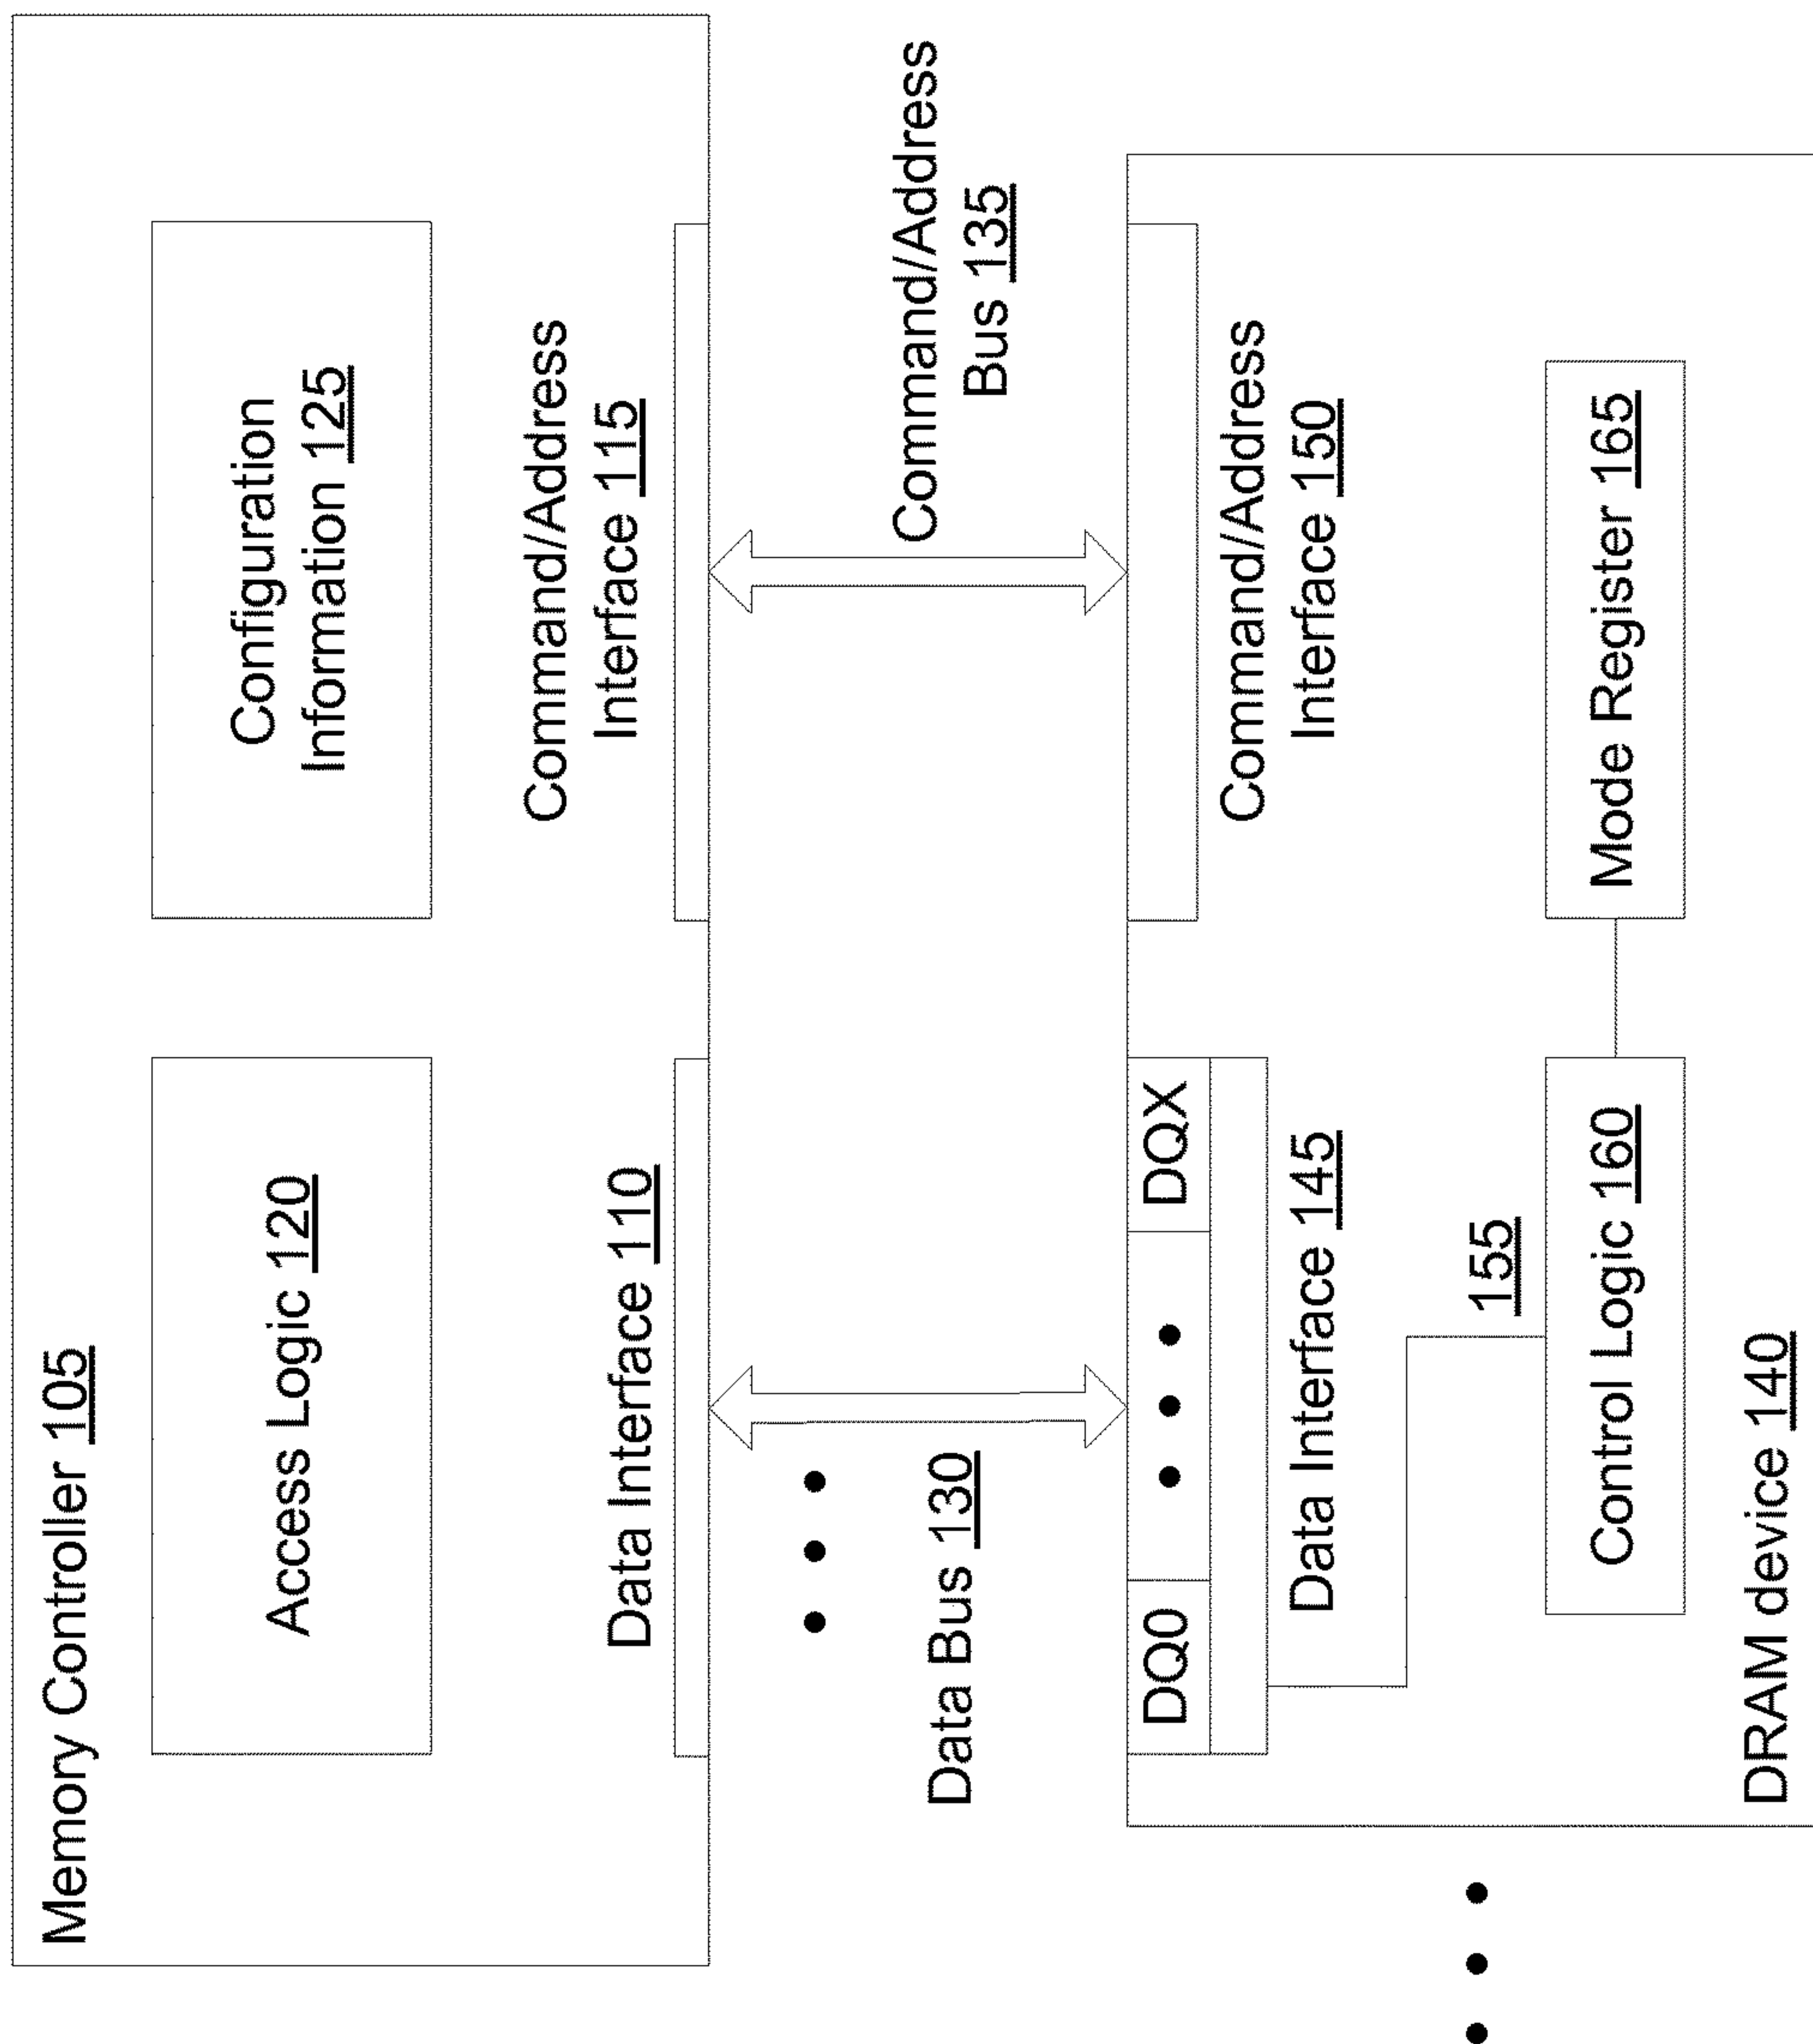 Memory Controller 105
Access Logic 120
Configuration
Information 125
Data Interface 110
Command/Address
Interface 115
Data Bus 130
Command/Address
Bus 135
DQ0
DQX
Data Interface 145
Command/Address
Interface 150
155
Control Logic 160
Mode Register 165
DRAM device 140